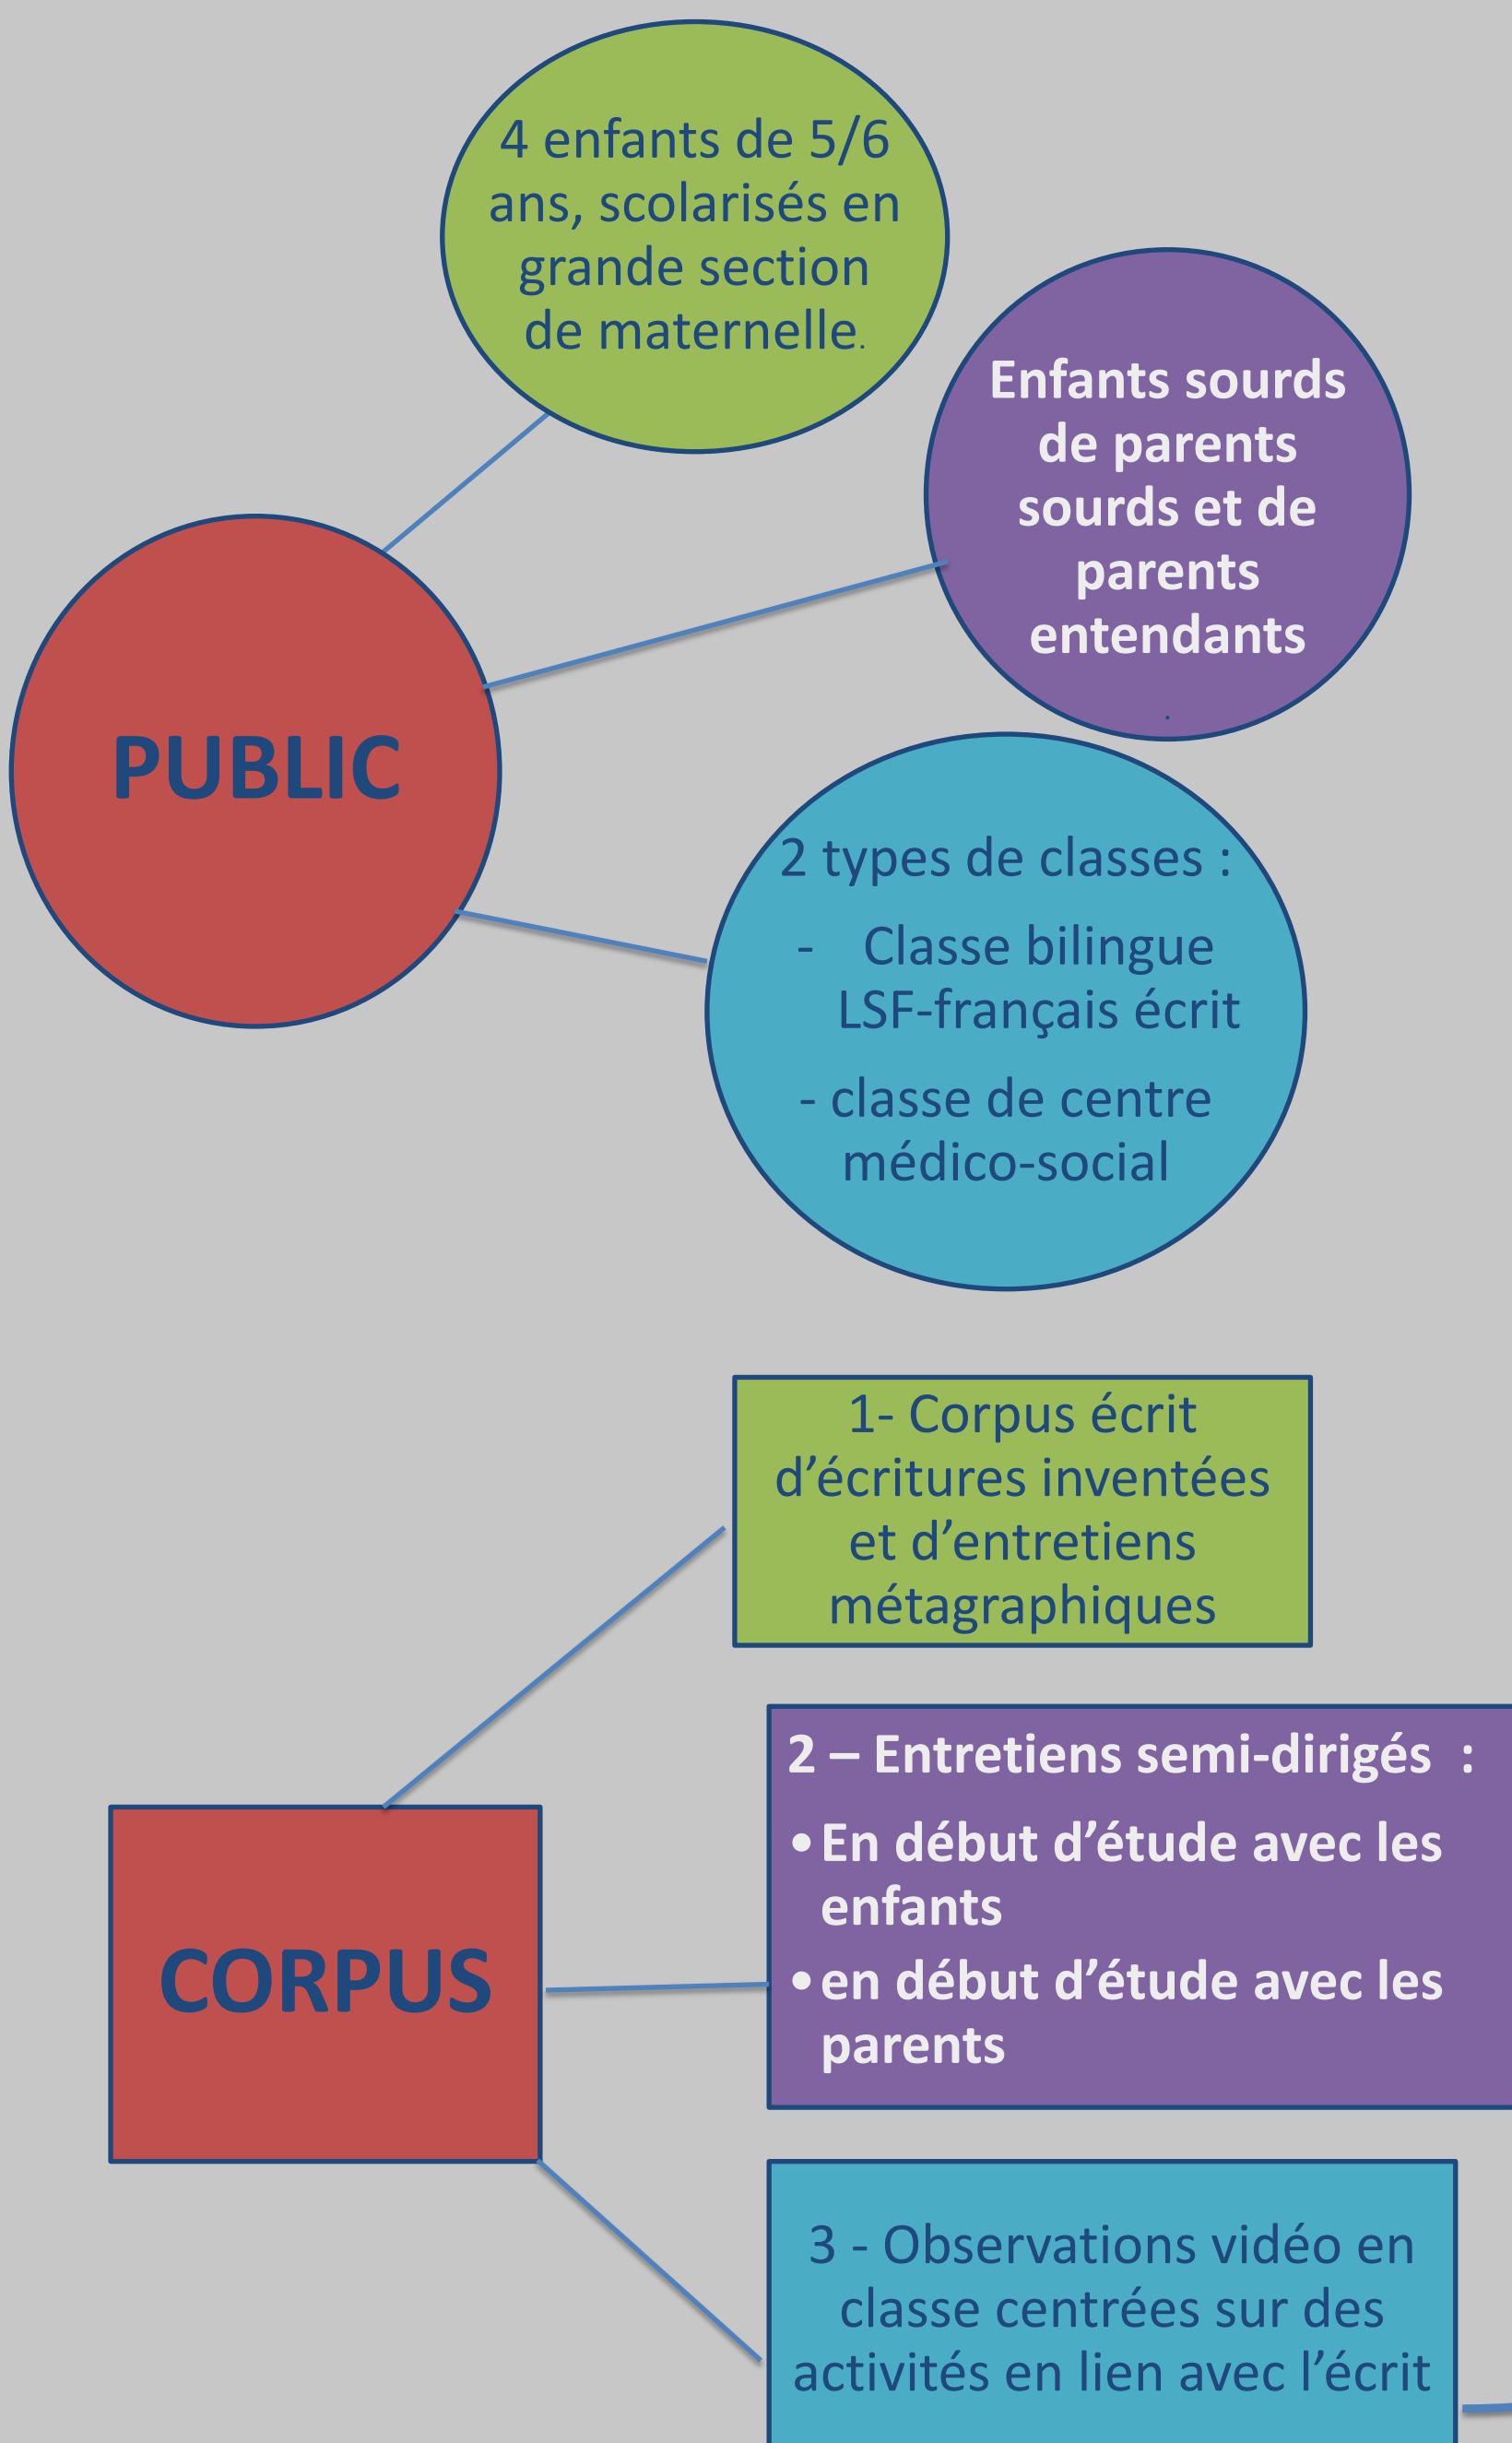 4 enfants de 5/6
ans, scolarisés en
grande section
de maternelle.
Enfants sourds
de parents
sourds et de
parents
entendants
.
PUBLIC
2 types de classes :
- Classe bilingue
LSF-français écrit
- classe de centre
médico-social
1- Corpus écrit
d’écritures inventées
et d’entretiens
métagraphiques
2 – Entretiens semi-dirigés :
• En début d’étude avec les
enfants
• en début d’étude avec les
parents
CORPUS
3 - Observations vidéo en
classe centrées sur des
activités en lien avec l’écrit